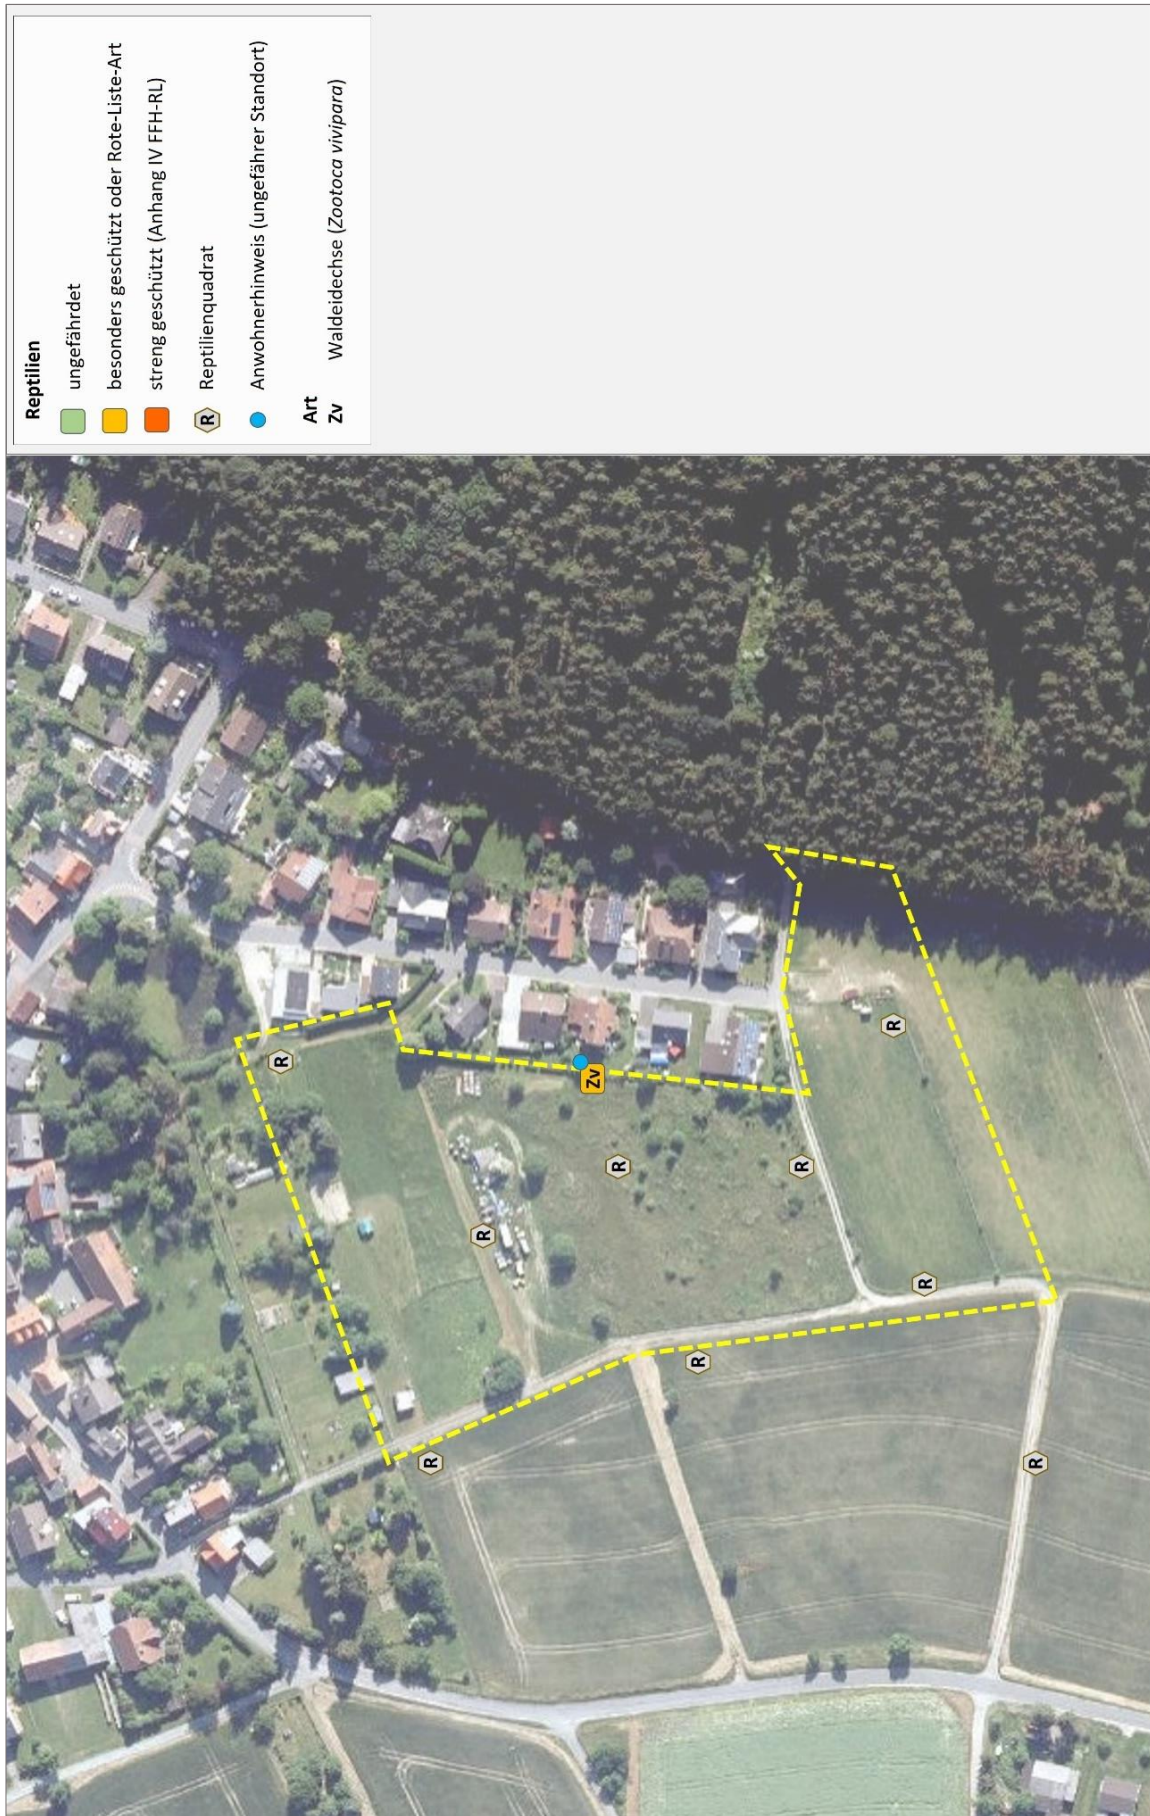 Reptilien
ungefährdet
besonders geschützt oder Rote-Liste-Art
streng geschützt (Anhang IV FFH-RL)
R Reptilienquadrat
Anwohnerhinweis (ungefährer Standort)
Art
Zv Waldeidechse (Zootoca vivipara)
R
R
R
R
R
R
R
R
R
Zv